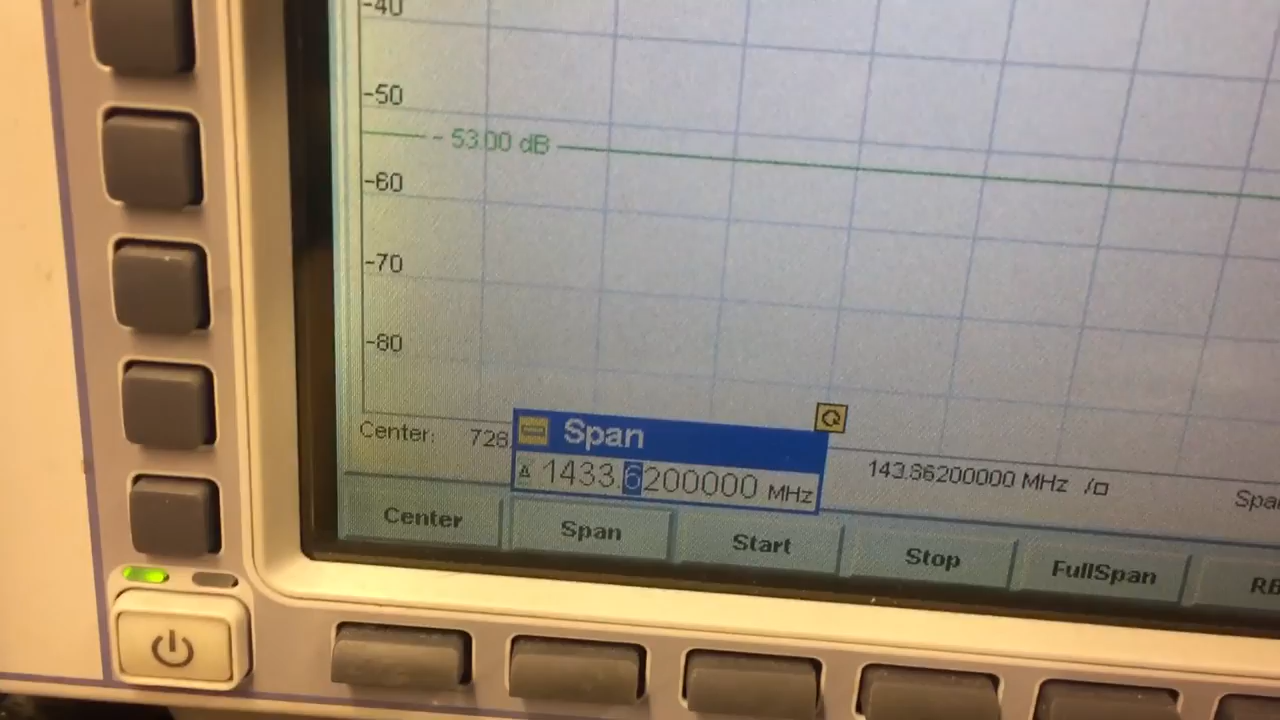 -40
-50
- 53.00 dB
-60
-70
-80
Center: 728
Span
1433.6200000 MHz
143.36200000 MHz /
Center
Span
Start
Stop
FullSpan